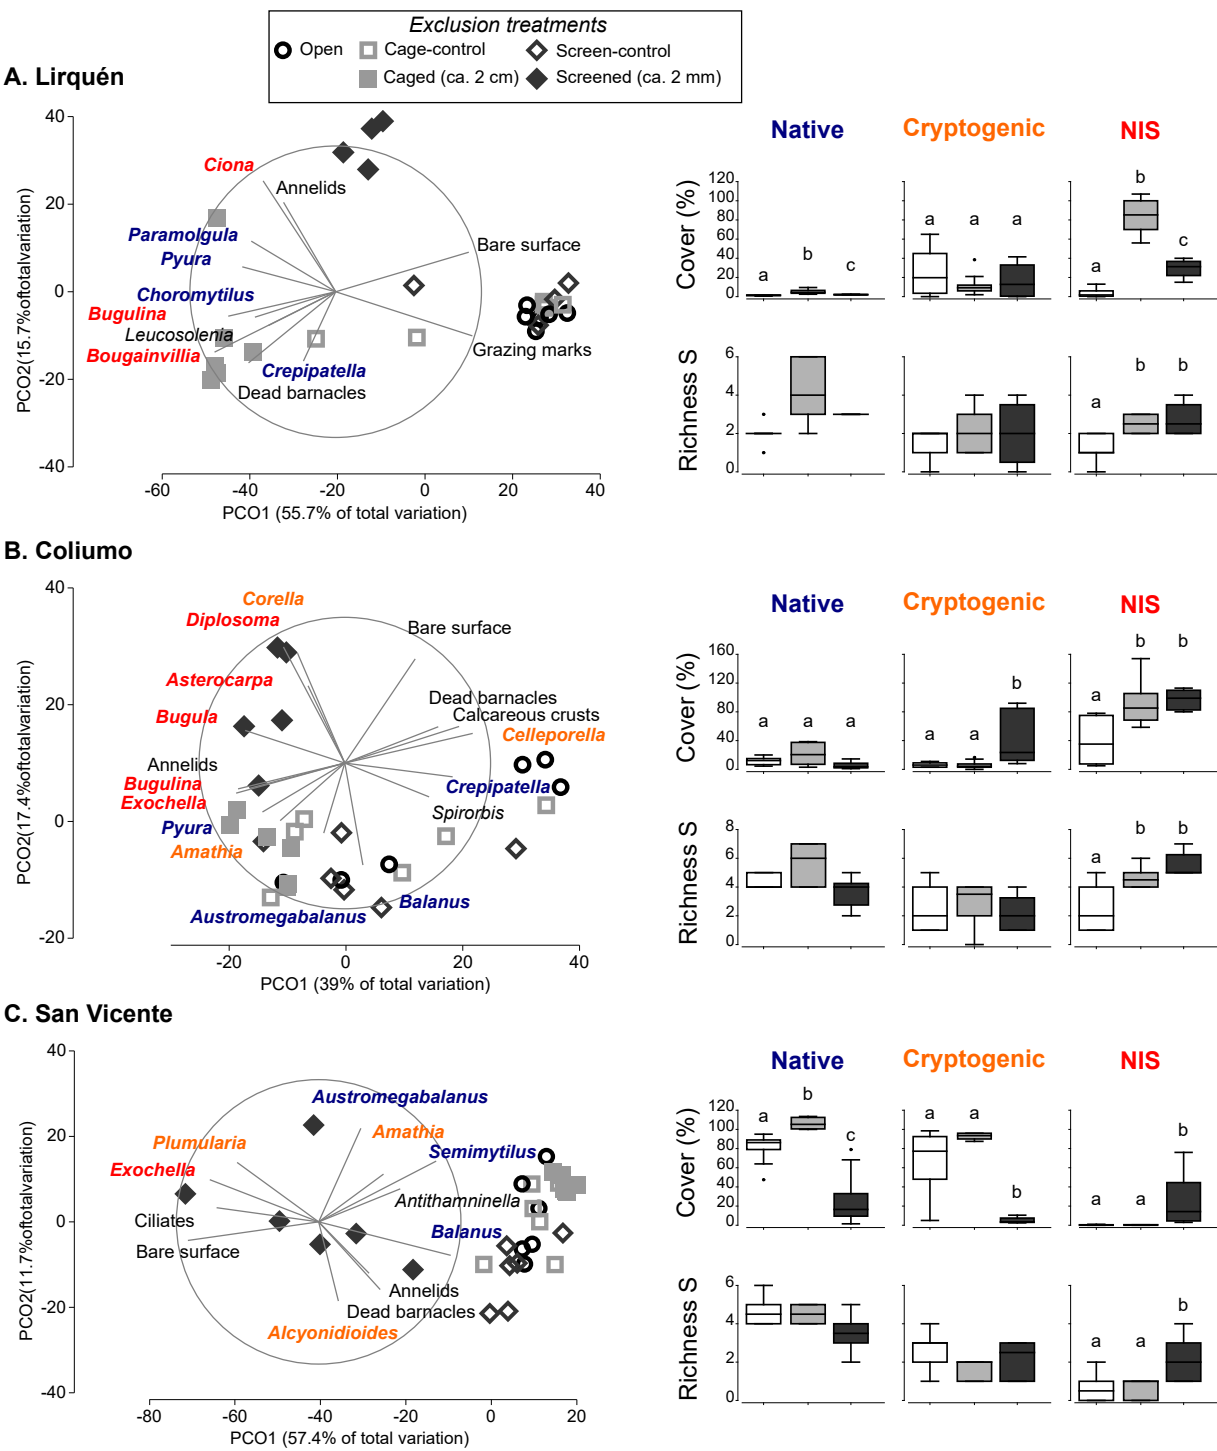 Exclusion treatments
Open
Cage-control
Screen-control
Caged (ca. 2 cm)
Screened (ca. 2 mm)
A. Lirquén
40
20
0
-20
-40
PCO2(15.7%oftotalvariation)
Ciona
Annelids
Paramolgula
Pyura
Bare surface
Choromytilus
Bugulina
Leucosolenia
Bougainvillia
Grazing marks
Crepipatella
Dead barnacles
-60
-40
-20
0
20
40
PCO1 (55.7% of total variation)
Native
Cryptogenic
NIS
Cover (%)
120
100
80
60
40
20
0
a
b
c
a
a
a
a
b
c
Richness S
6
4
2
0
a
b
b
B. Coliumo
40
20
0
-20
PCO2(17.4%oftotalvariation)
Corella
Diplosoma
Bare surface
Asterocarpa
Dead barnacles
Bugula
Calcareous crusts
Celleporella
Annelids
Bugulina
Crepipatella
Exochella
Spirorbis
Pyura
Amathia
Balanus
Austromegabalanus
-20
0
20
40
PCO1 (39% of total variation)
Native
Cryptogenic
NIS
Cover (%)
160
120
80
40
0
a
a
a
a
a
b
a
b
b
Richness S
8
6
4
2
0
a
b
b
C. San Vicente
40
20
0
-20
-40
PCO2(11.7%oftotalvariation)
Austromegabalanus
Plumularia
Amathia
Semimytilus
Exochella
Antithamninella
Ciliates
Balanus
Bare surface
Annelids
Dead barnacles
Alcyonidioides
-80
-60
-40
-20
0
20
PCO1 (57.4% of total variation)
Native
Cryptogenic
NIS
Cover (%)
120
100
80
60
40
20
0
a
b
c
a
a
b
a
a
b
Richness S
6
4
2
0
a
a
b